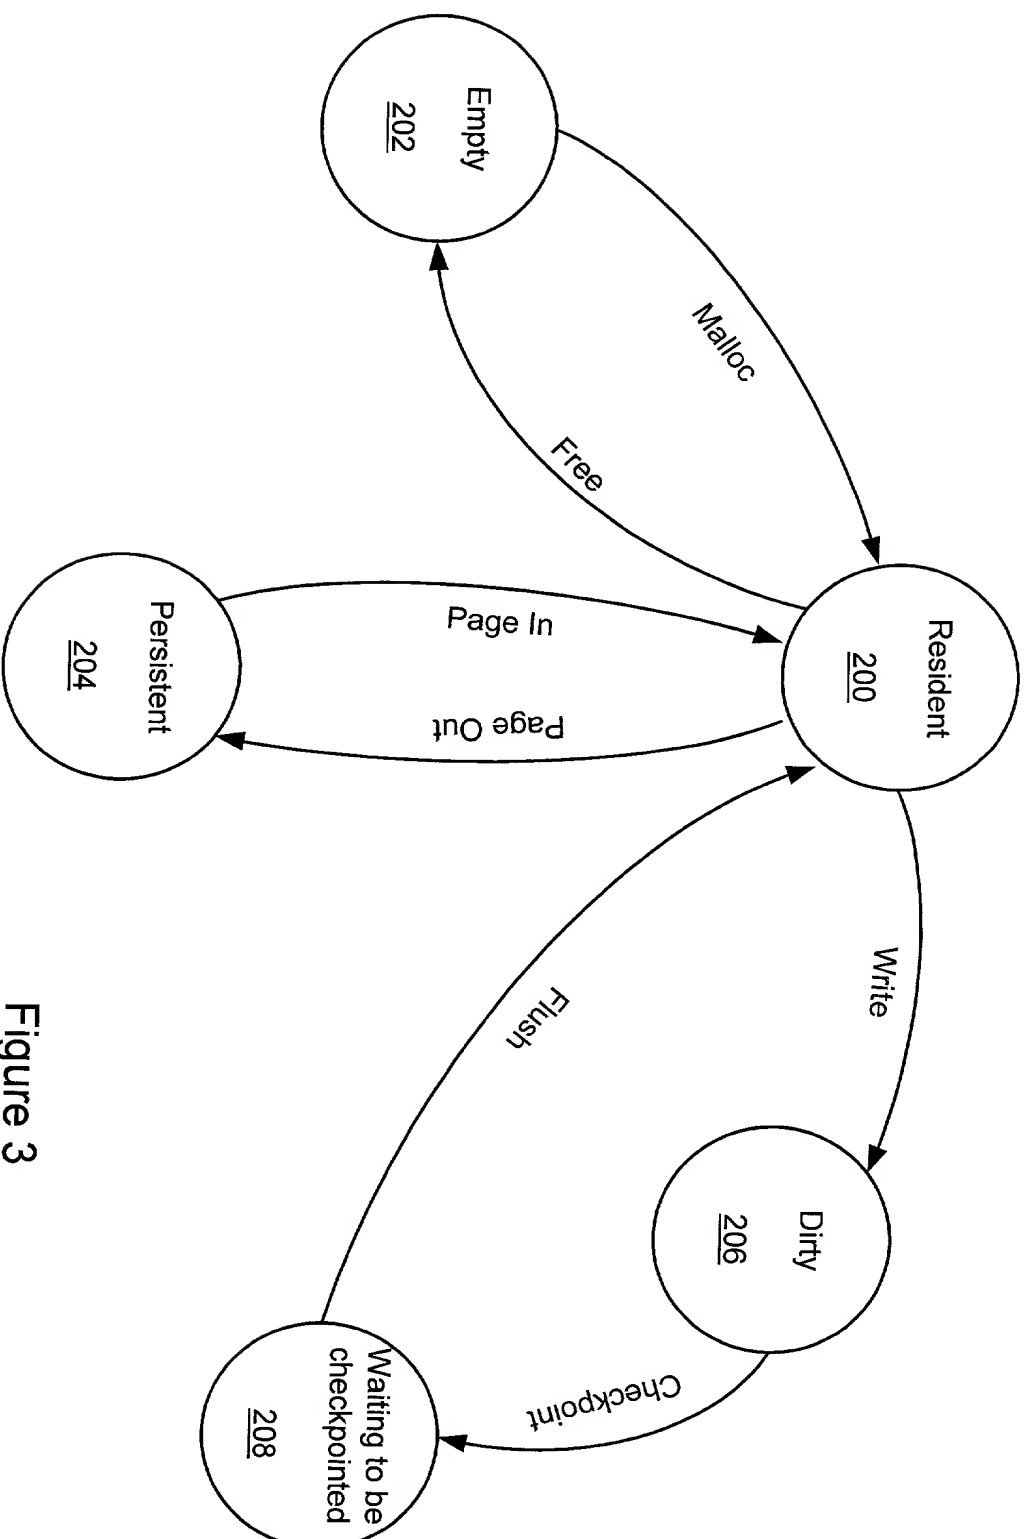 Resident
200
Malloc
Write
Free
Empty
202
Page In
Page Out
Flush
Dirty
206
Checkpoint
Persistent
204
Waiting to be
checkpointed
208
Figure 3